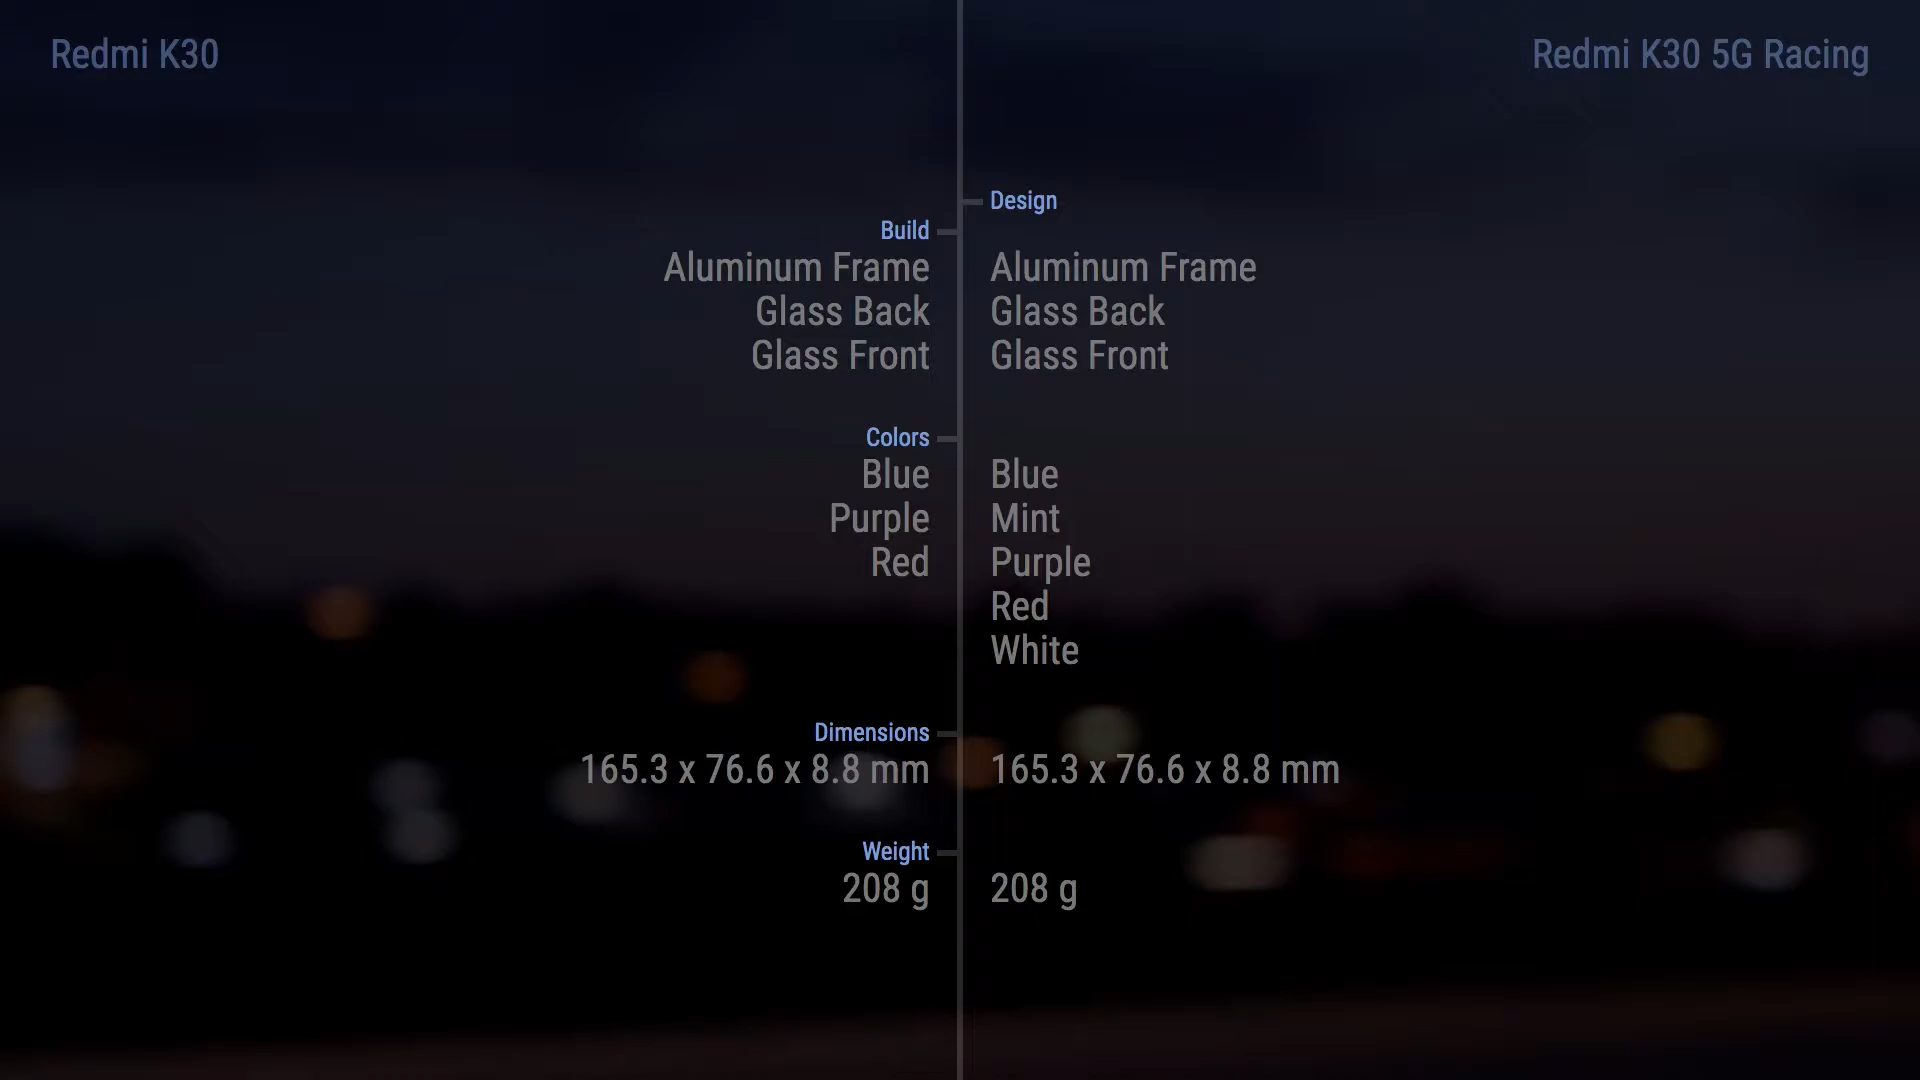 Redmi K30
Redmi K30 5G Racing
Design
Build
Aluminum Frame
Glass Back
Glass Front
Aluminum Frame
Glass Back
Glass Front
Colors
Blue
Purple
Red
Blue
Mint
Purple
Red
White
Dimensions
165.3 x 76.6 x 8.8 mm
165.3 x 76.6 x 8.8 mm
Weight
208 g
208 g